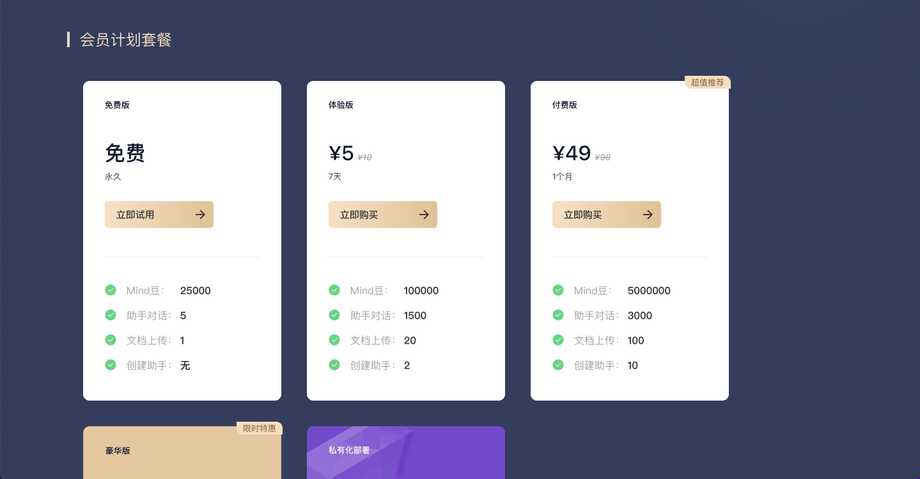 会员计划套餐
免费版
免费
永久
立即试用
Mind豆： 25000
助手对话： 5
文档上传： 1
创建助手： 无
体验版
¥5 ¥10
7天
立即购买
Mind豆： 100000
助手对话： 1500
文档上传： 20
创建助手： 2
超值推荐
付费版
¥49 ¥98
1个月
立即购买
Mind豆： 5000000
助手对话： 3000
文档上传： 100
创建助手： 10
限时特惠
豪华版
私有化部署